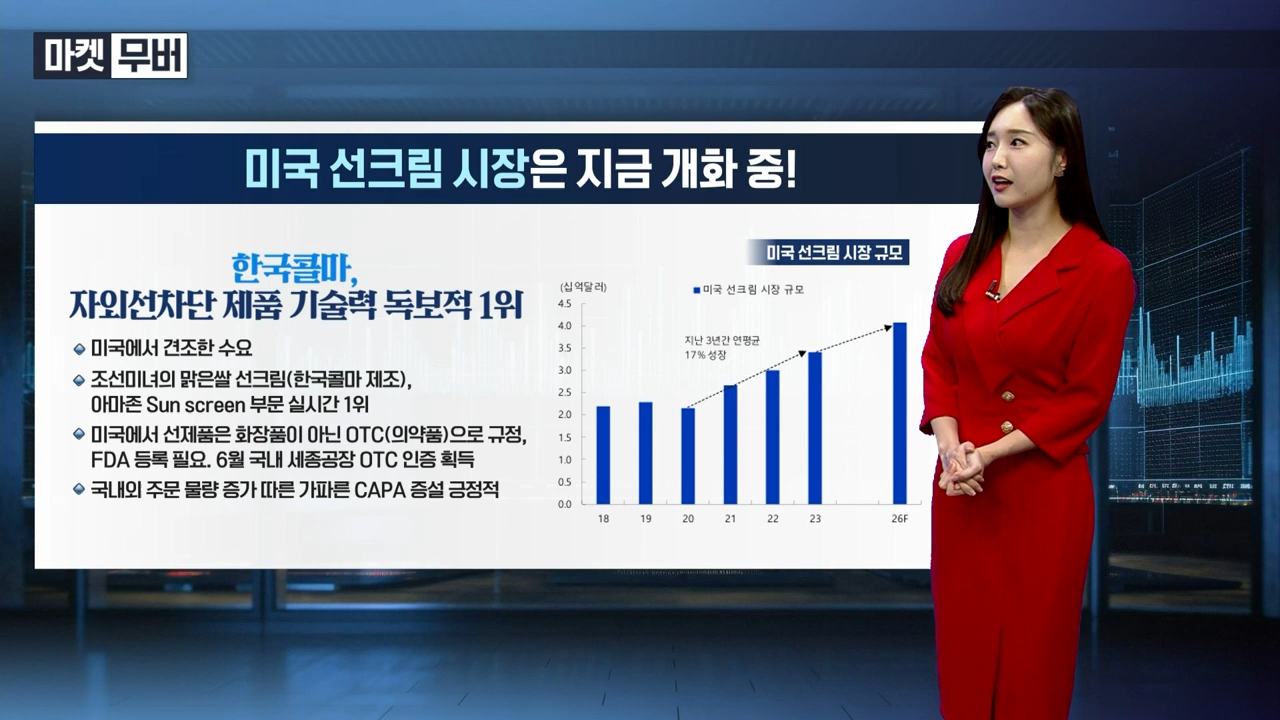 마켓무버
미국 선크림 시장은 지금 개화 중!
한국콜마,
자외선차단 제품 기술력 독보적 1위
미국에서 견조한 수요
조선미녀의 맑은쌀 선크림(한국콜마 제조),
아마존 Sun screen 부문 실시간 1위
미국에서 선제품은 화장품이 아닌 OTC(의약품)으로 규정,
FDA 등록 필요. 6월 국내 세종공장 OTC 인증 획득
국내외 주문 물량 증가 따른 가파른 CAPA 증설 긍정적
미국 선크림 시장 규모
(십억달러)
미국 선크림 시장 규모
지난 3년간 연평균
17% 성장
4.5
4.0
3.5
3.0
2.5
2.0
1.5
1.0
0.5
0.0
18 19 20 21 22 23 26F